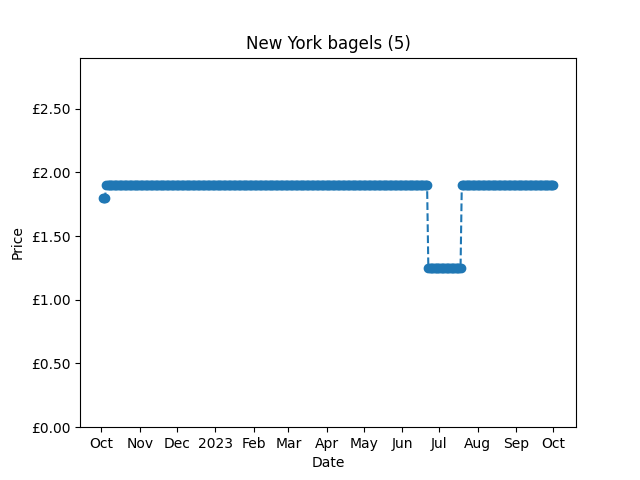 New York bagels (5)
£2.50
£2.00
£1.50
£1.00
£0.50
£0.00
Price
Oct Nov Dec 2023 Feb Mar Apr May Jun Jul Aug Sep Oct
Date